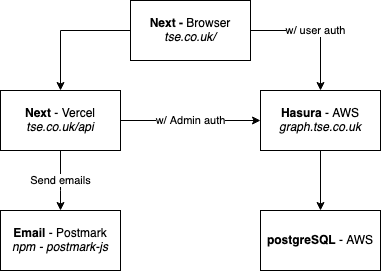 Next - Browser
tse.co.uk/
w/ user auth
Next - Vercel
tse.co.uk/api
w/ Admin auth
Hasura - AWS
graph.tse.co.uk
Send emails
Email - Postmark
npm - postmark-js
postgreSQL - AWS